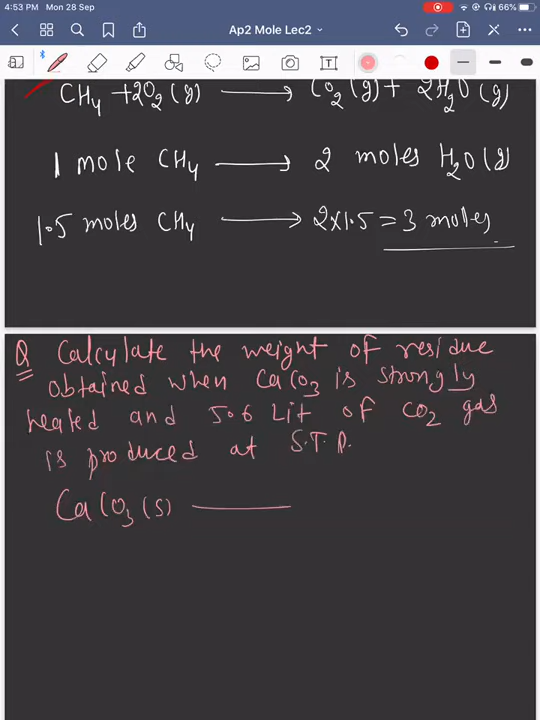 4:53 PM Mon 28 Sep
66%
Ap2 Mole Lec2
T
CH4 + 2O2 (g) ⟶ CO2 (g) + 2H2O (g)
1 mole CH4 ⟶ 2 moles H2O(g)
1.5 moles CH4 ⟶ 2×1.5 = 3 moles
Q Calculate the weight of residue
obtained when CaCO3 is strongly
heated and 5.6 Lit of CO2 gas
is produced at S.T.P.
CaCO3 (s) ———